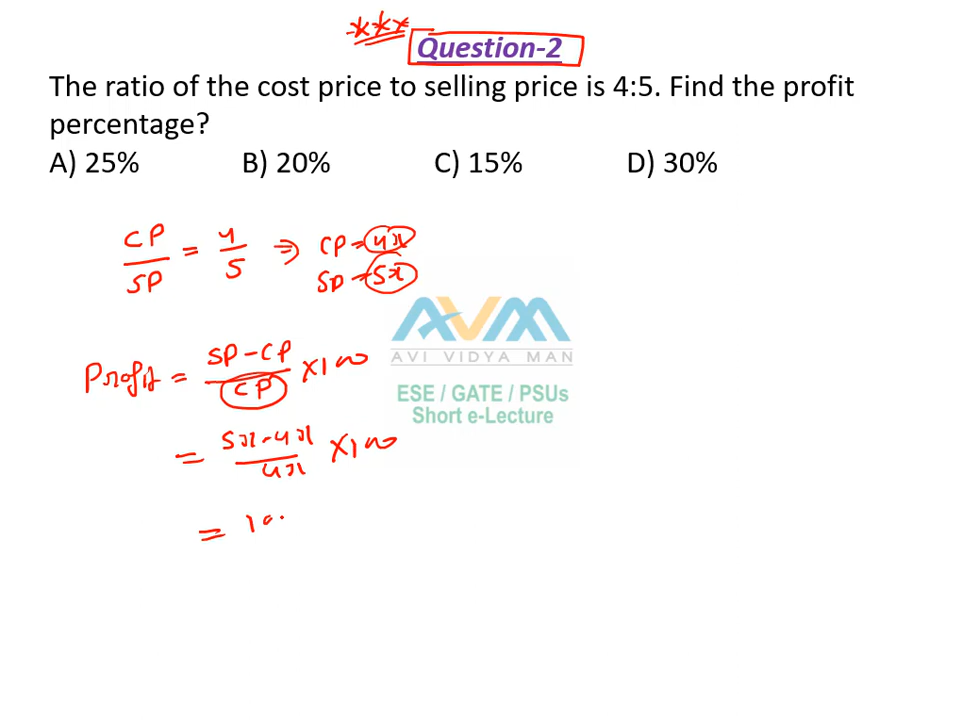 ***
Question-2
The ratio of the cost price to selling price is 4:5. Find the profit
percentage?
A) 25% B) 20% C) 15% D) 30%
CP/SP = 4/5 ⇒ CP = 4x
SP = 5x
AVM
AVI VIDYA MAN
Profit = SP-CP/CP ×100
ESE / GATE / PSUs
Short e-Lecture
= 5x-4x/4x ×100
= 10